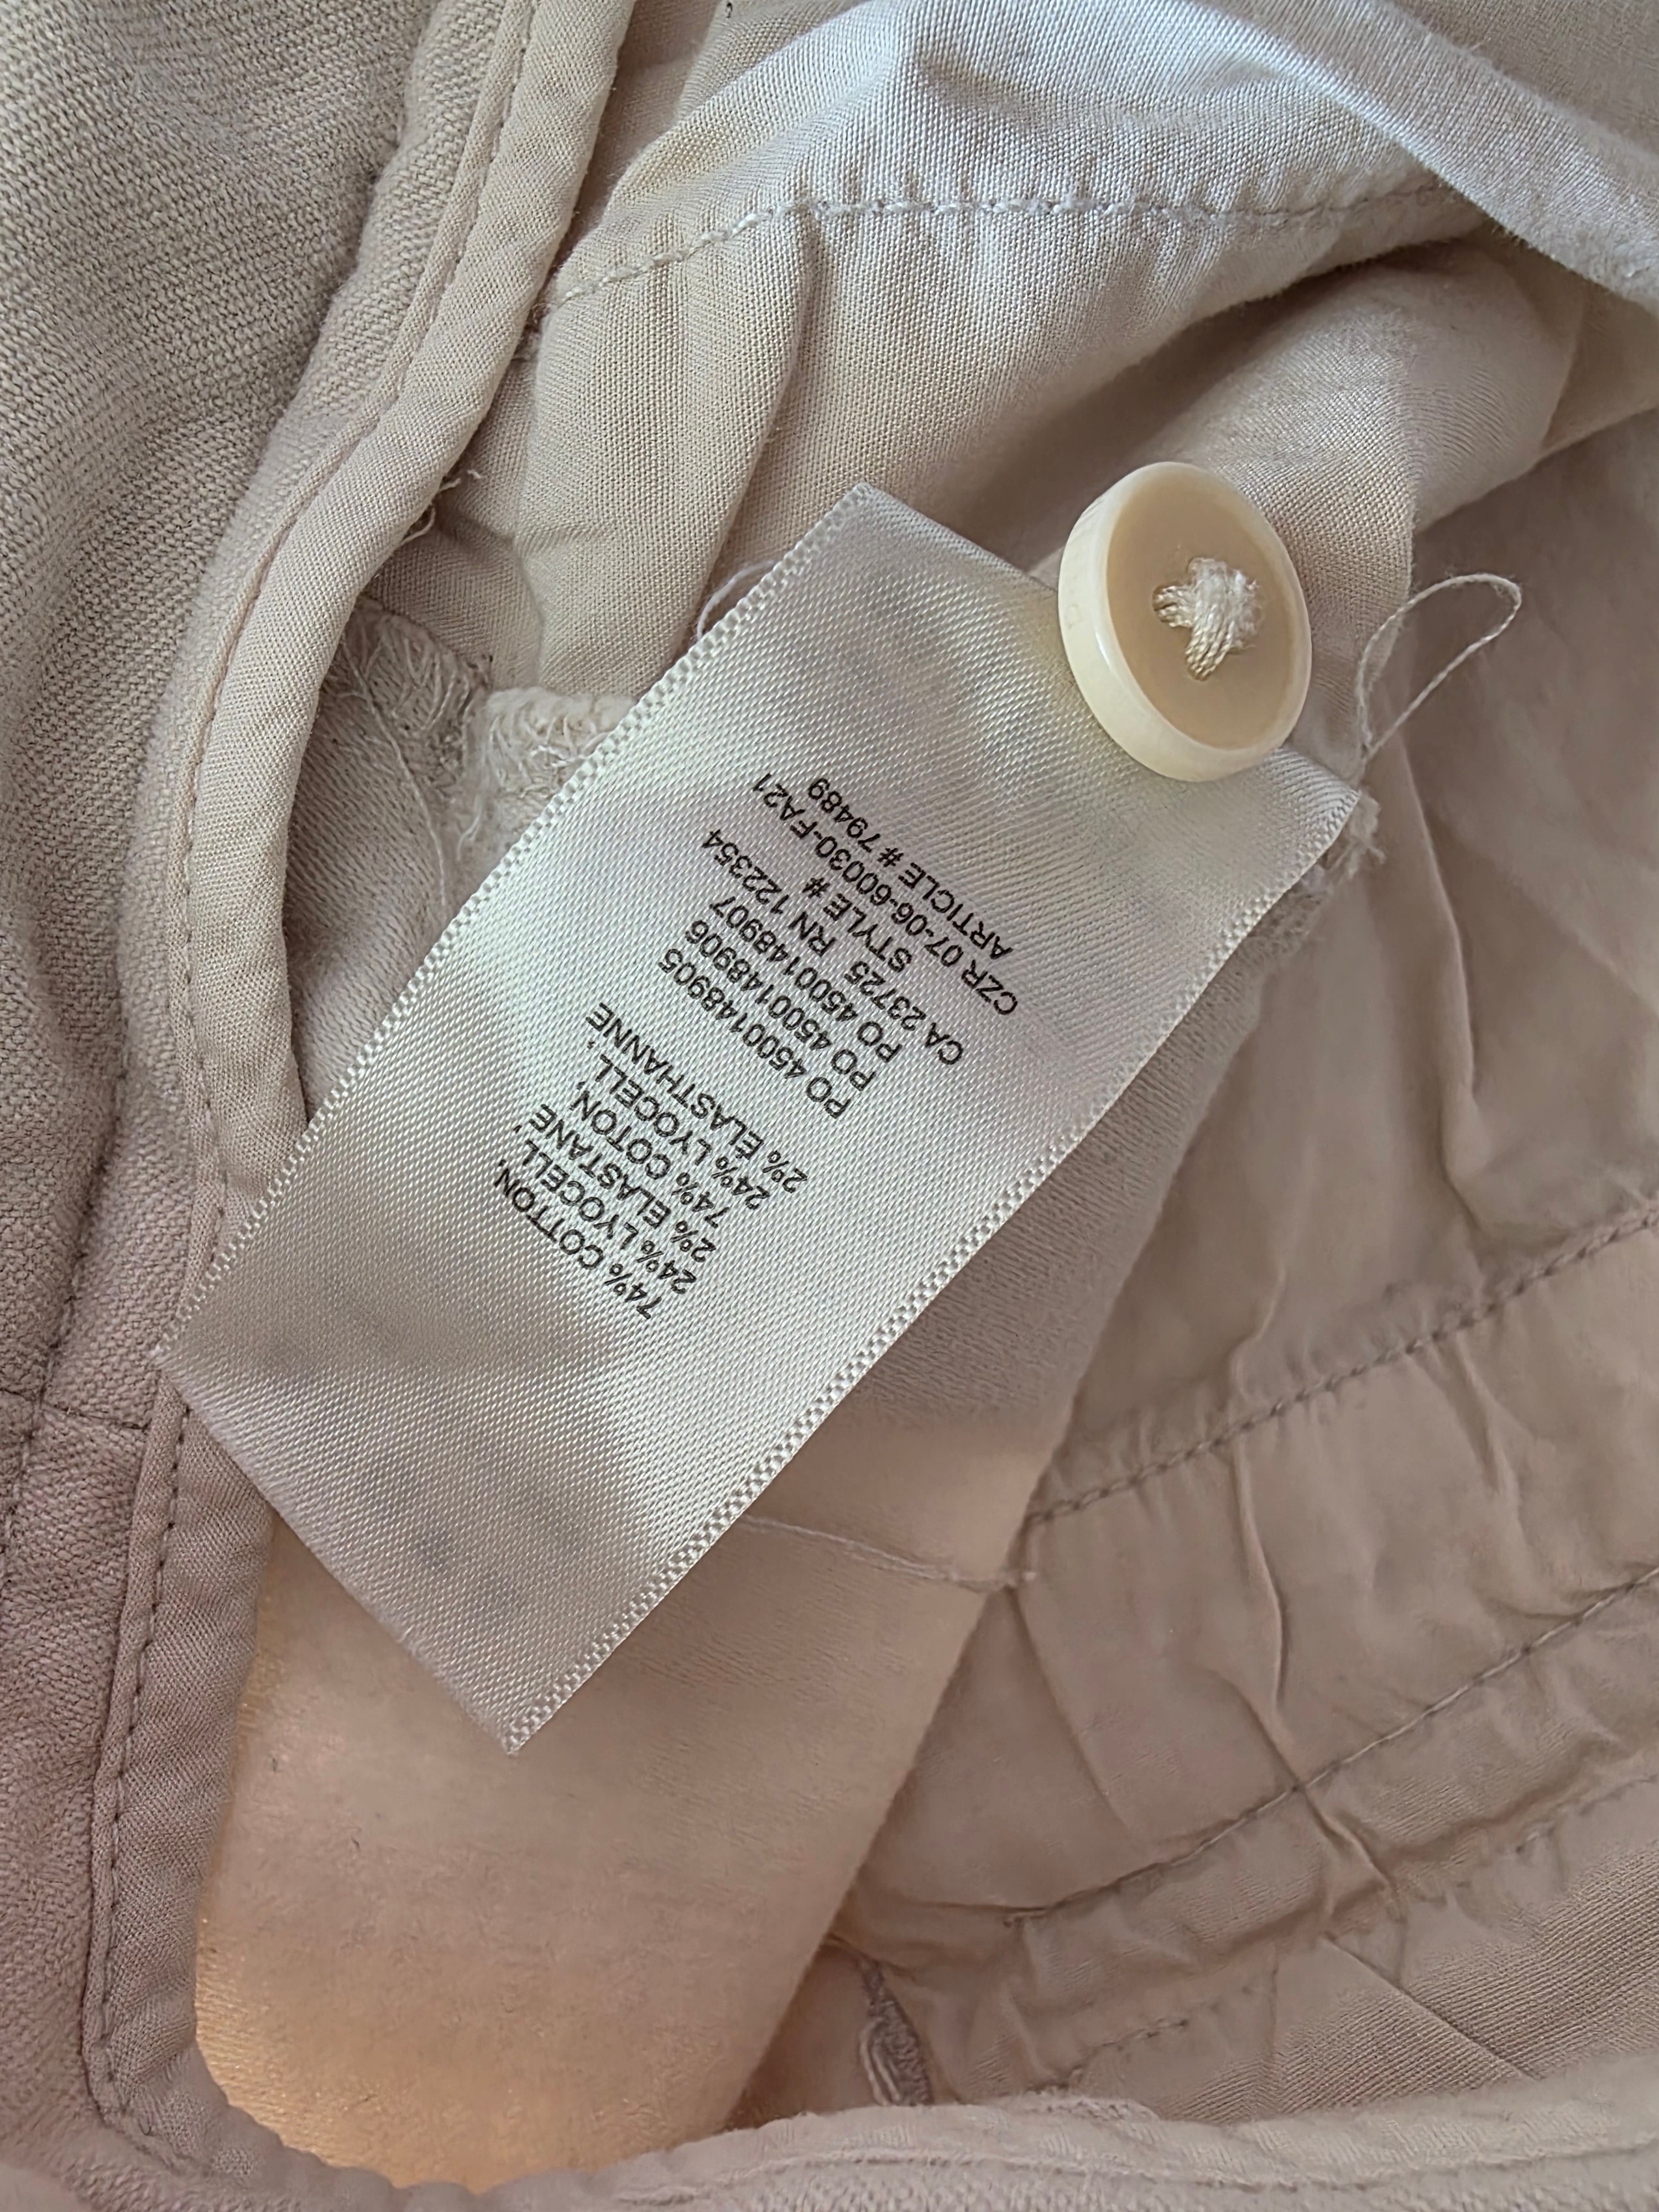 74% COTTON,
24% LYOCELL,
2% ELASTANE
74% COTON,
24% LYOCELL,
2% ÉLASTHANNE
PO 4500148905
PO 4500148906
PO 4500148907
CA 23725 RN 122354
STYLE #
CZR 07-06-60030-FA21
ARTICLE # 79489